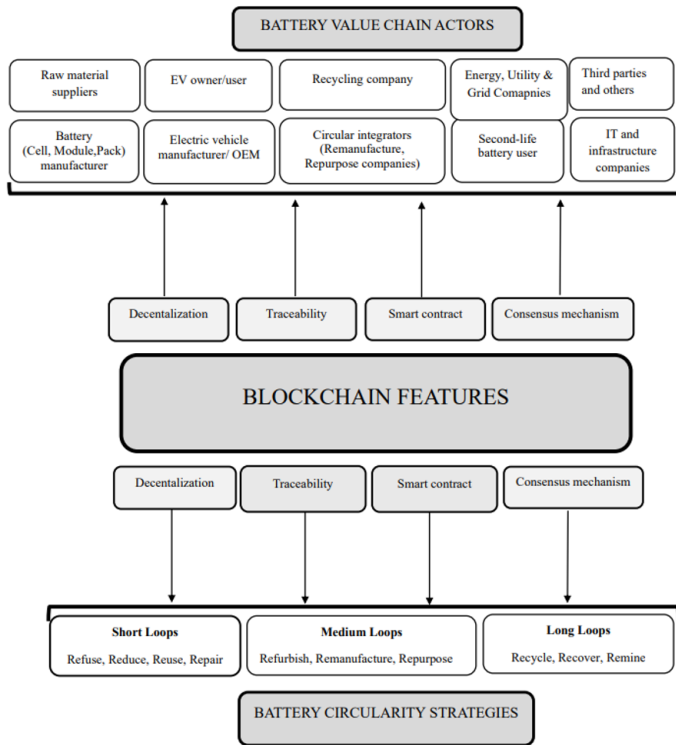 BATTERY VALUE CHAIN ACTORS
Raw material
suppliers
EV owner/user
Recycling company
Energy, Utility &
Grid Comapnies
Third parties
and others
Battery
(Cell, Module,Pack)
manufacturer
Electric vehicle
manufacturer/ OEM
Circular integrators
(Remanufacture,
Repurpose companies)
Second-life
battery user
IT and
infrastructure
companies
Decentalization
Traceability
Smart contract
Consensus mechanism
BLOCKCHAIN FEATURES
Decentalization
Traceability
Smart contract
Consensus mechanism
Short Loops
Refuse, Reduce, Reuse, Repair
Medium Loops
Refurbish, Remanufacture, Repurpose
Long Loops
Recycle, Recover, Remine
BATTERY CIRCULARITY STRATEGIES